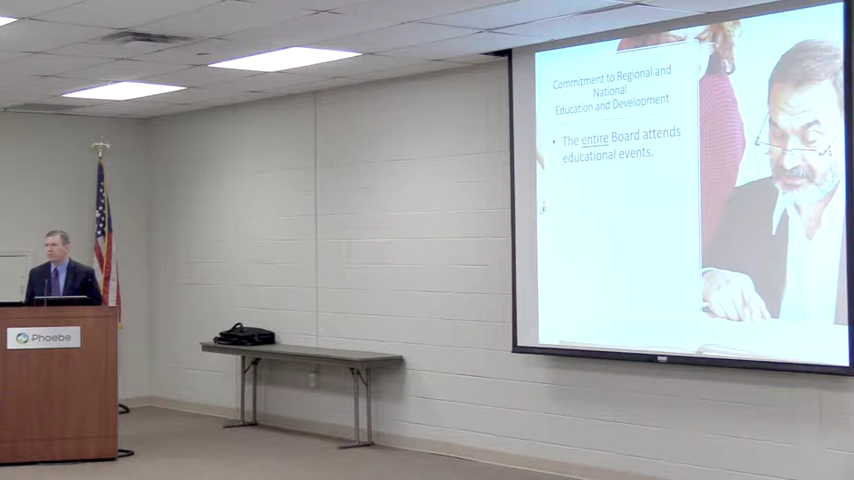 Commitment to Regional and
National
Education and Development
• The entire Board attends
educational events.
Phoebe